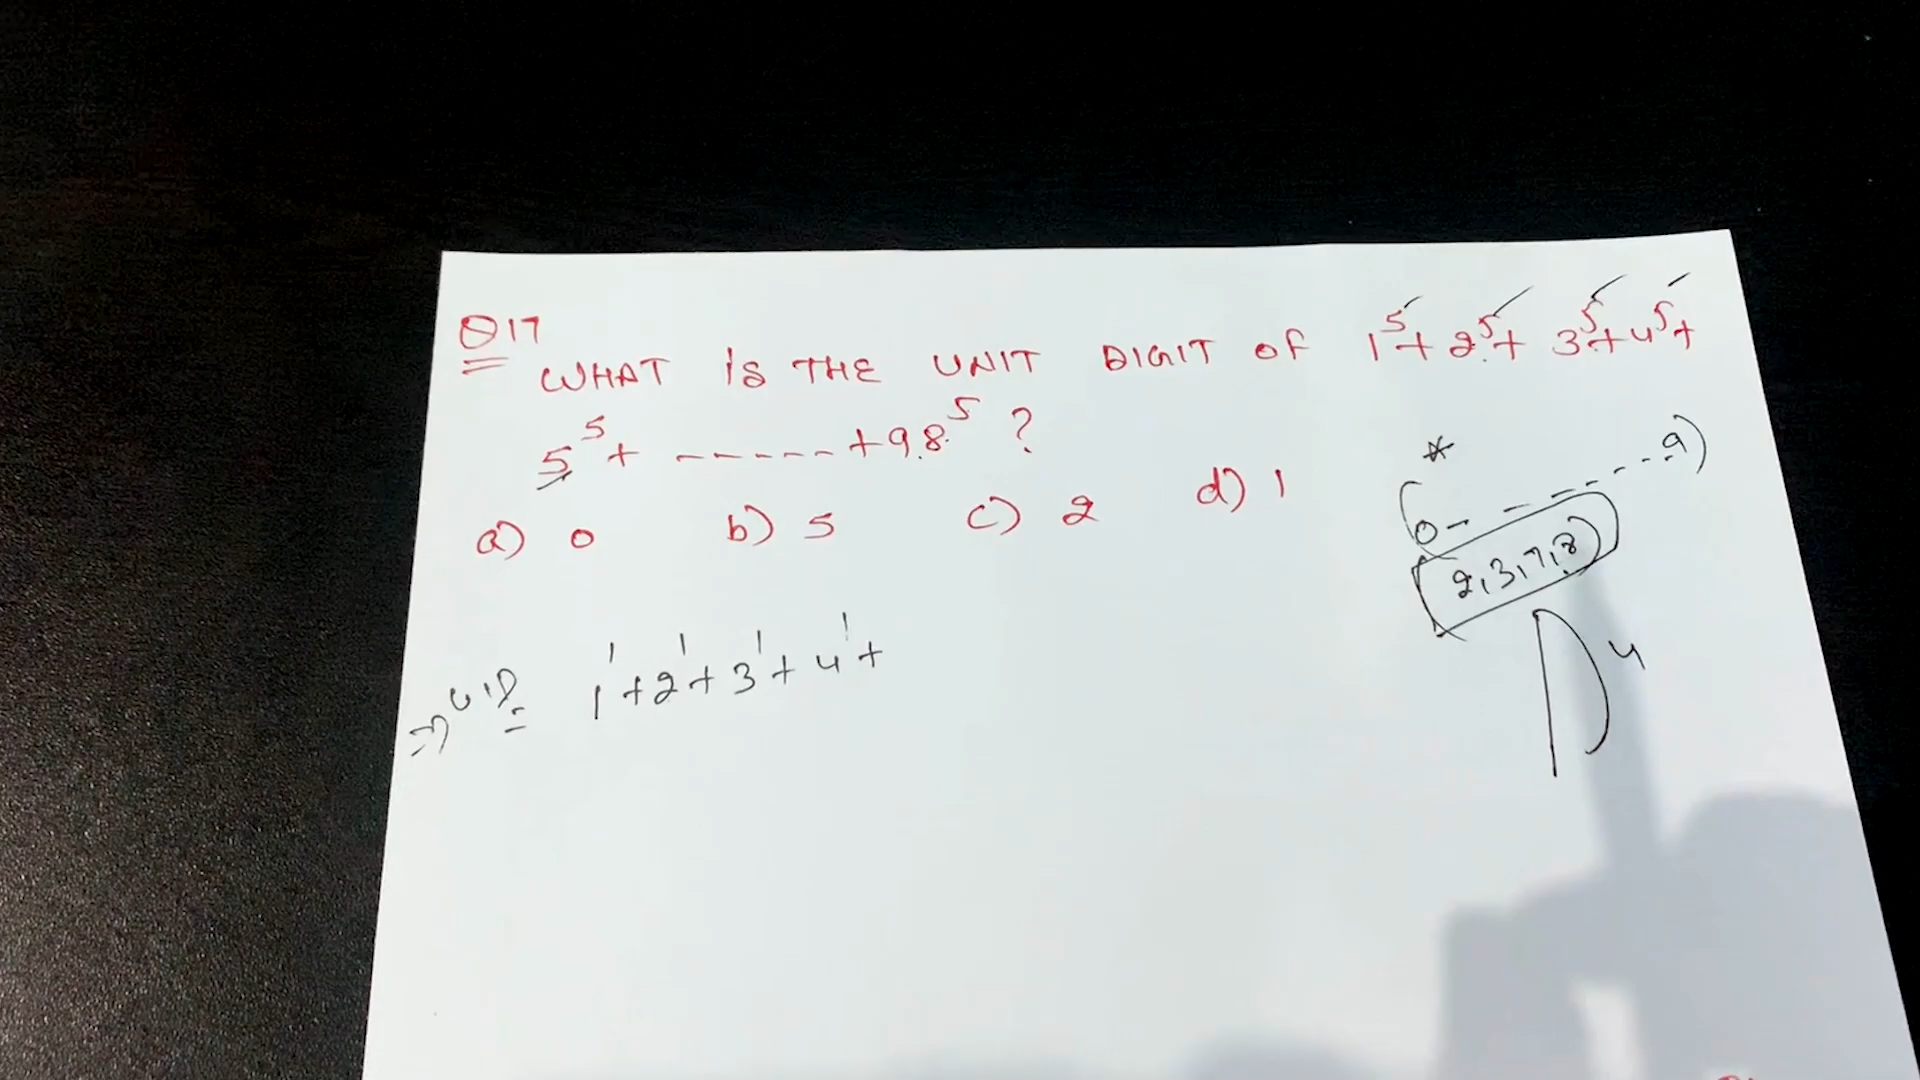 Q17
WHAT is THE UNIT DIGIT OF 1⁵+ 2⁵+ 3⁵+4⁵+
5⁵+ ------+98⁵ ?
a) 0 b) 5 c) 2 d) 1
*
(0-- -----9)
2,3,7,8)
4
⇒ UD = 1¹+2¹+3¹+4¹+